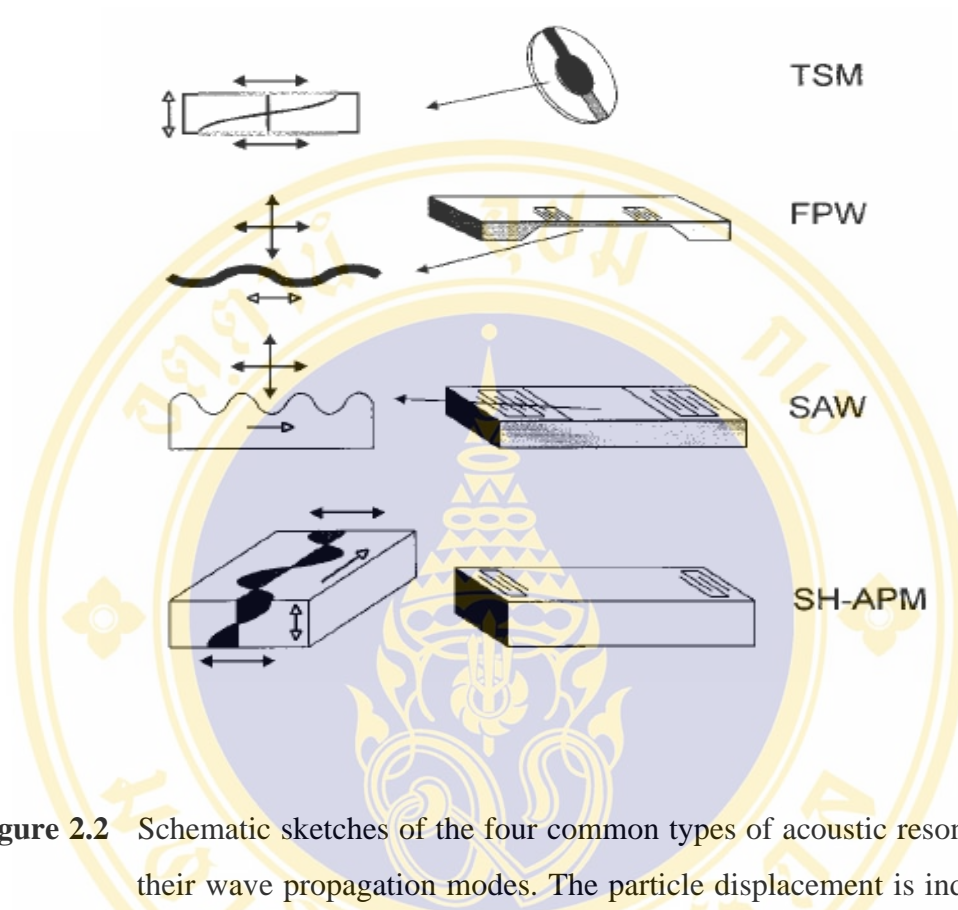 TSM
FPW
SAW
SH-APM
gure 2.2 Schematic sketches of the four common types of acoustic reson
their wave propagation modes. The particle displacement is inc